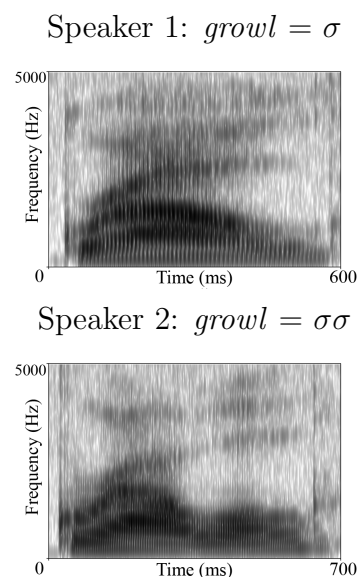 Speaker 1: growl = σ
5000
Frequency (Hz)
0
Time (ms)
600
Speaker 2: growl = σσ
5000
Frequency (Hz)
0
Time (ms)
700